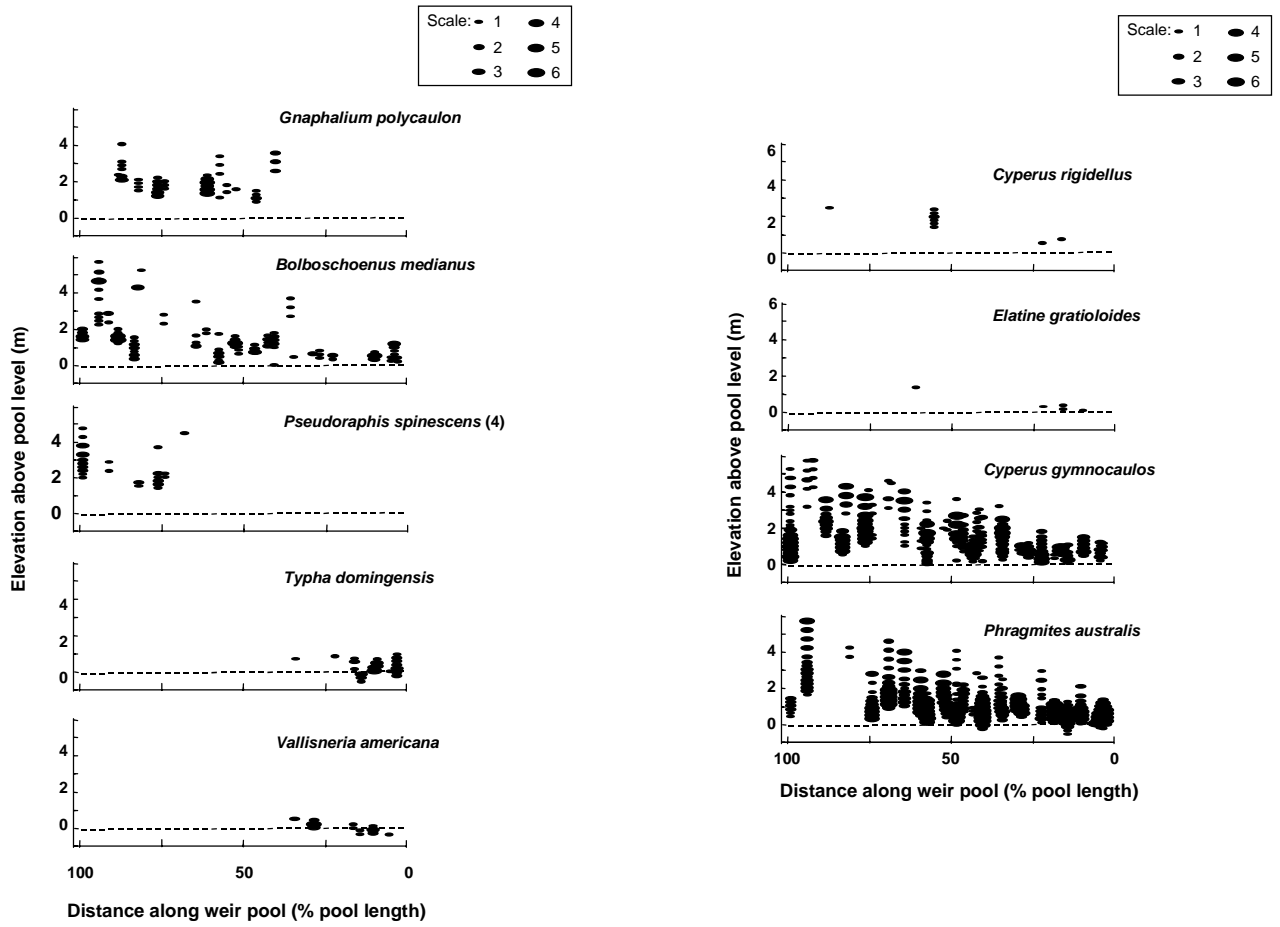 Scale: 1 4
2 5
3 6
Gnaphalium polycaulon
4
2
0
Bolboschoenus medianus
4
2
0
Pseudoraphis spinescens (4)
4
2
0
Typha domingensis
4
2
0
Vallisneria americana
4
2
0
100 50 0
Distance along weir pool (% pool length)
Elevation above pool level (m)
Scale: 1 4
2 5
3 6
Cyperus rigidellus
6
4
2
0
Elatine gratioloides
6
4
2
0
Cyperus gymnocaulos
4
2
0
Phragmites australis
4
2
0
100 50 0
Distance along weir pool (% pool length)
Elevation above pool level (m)